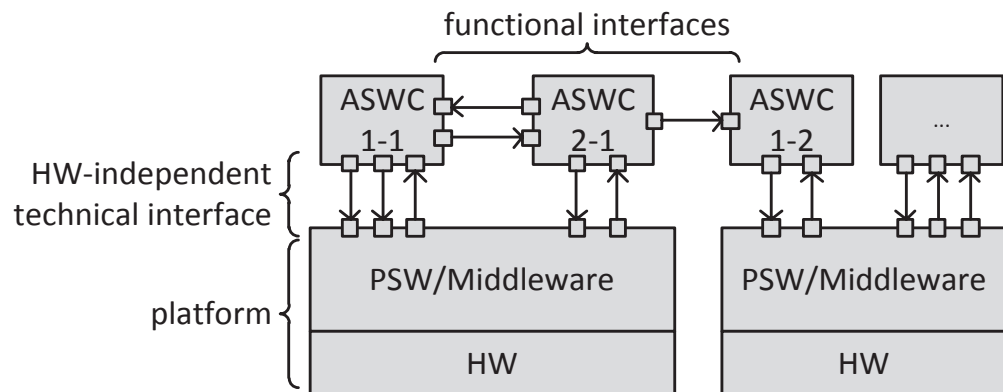 functional interfaces
ASWC
1-1
ASWC
2-1
ASWC
1-2
...
HW-independent
technical interface
PSW/Middleware
PSW/Middleware
platform
HW
HW